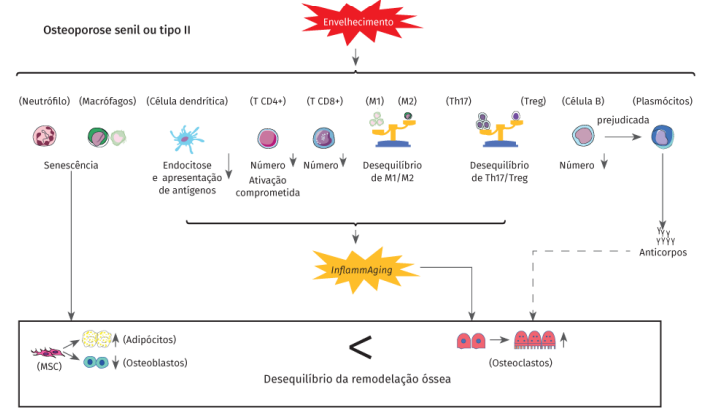 Envelhecimento
Osteoporose senil ou tipo II
(Neutrófilo) (Macrófagos) (Célula dendrítica) (T CD4+) (T CD8+) (M1) (M2) (Th17) (Treg) (Célula B) (Plasmócitos)
prejudicada
Senescência
Endocitose
e apresentação
de antígenos
Número
Ativação
comprometida
Número
Desequilíbrio
de M1/M2
Desequilíbrio
de Th17/Treg
Número
Anticorpos
InflammAging
(MSC)
(Adipócitos)
(Osteoblastos)
<
(Osteoclastos)
Desequilíbrio da remodelação óssea